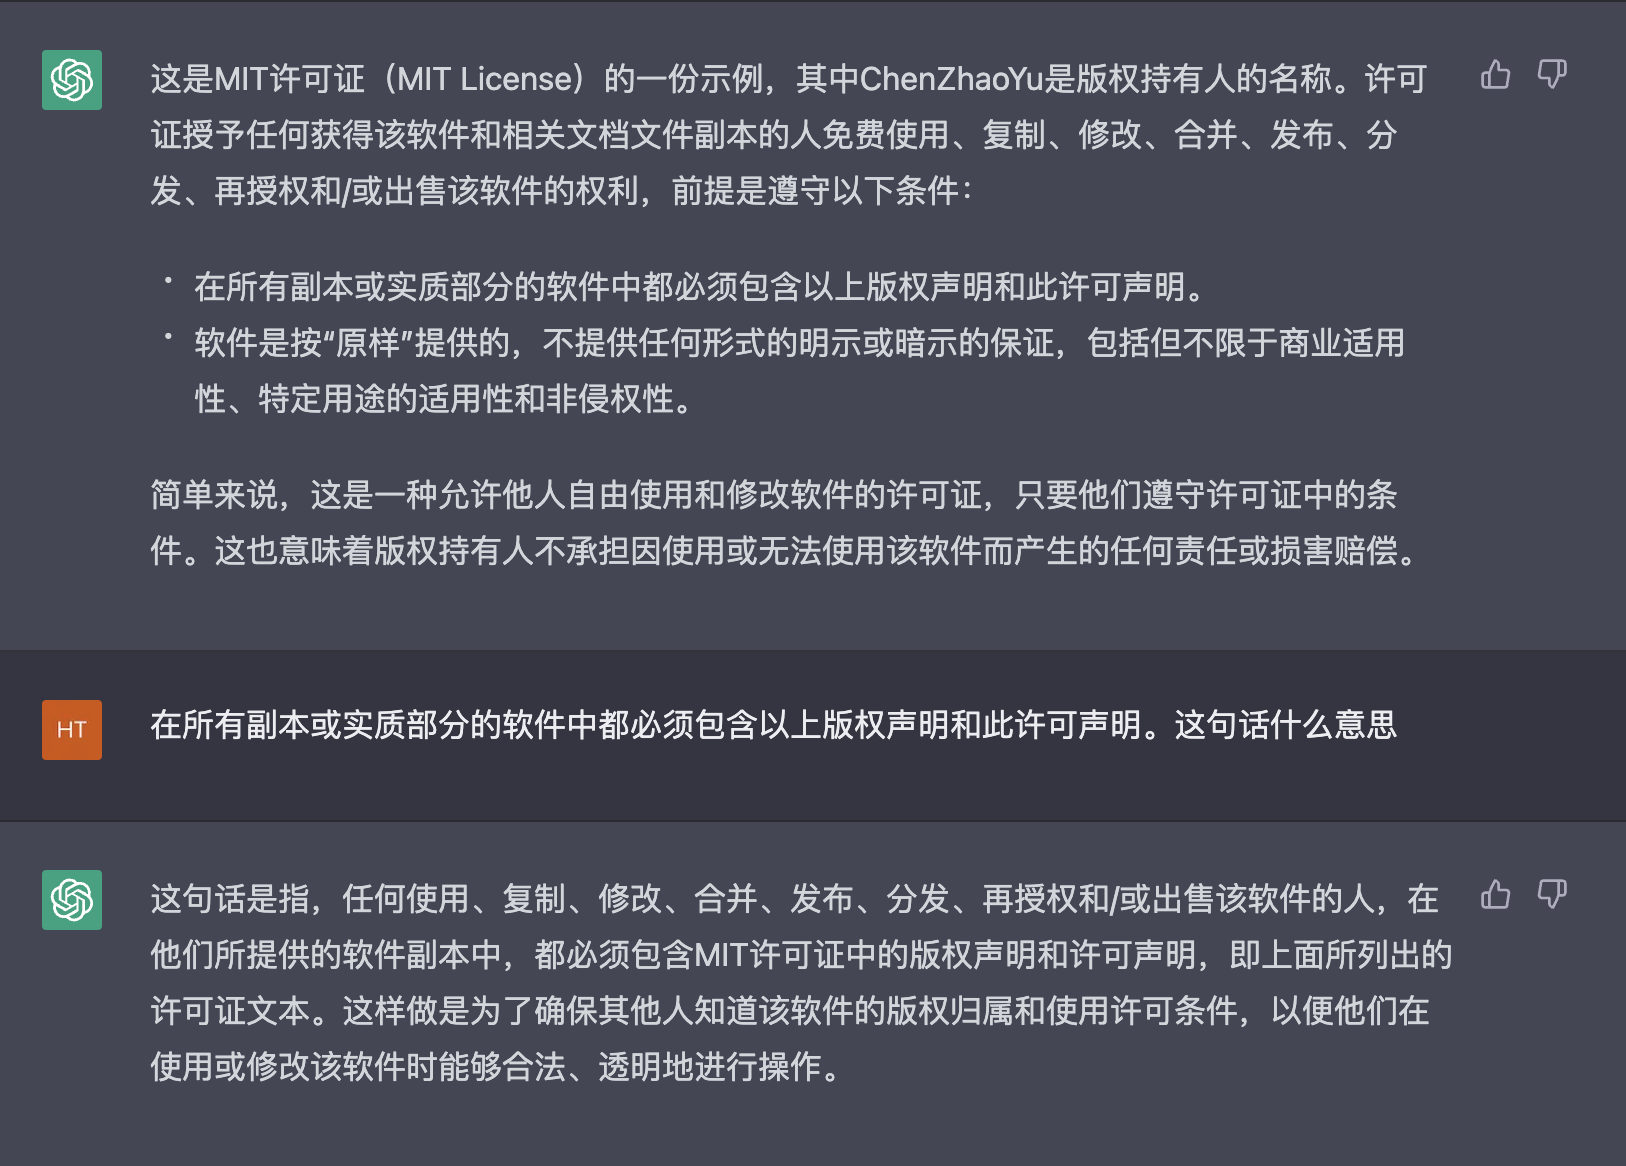 这是MIT许可证（MIT License）的一份示例，其中ChenZhaoYu是版权持有人的名称。许可
证授予任何获得该软件和相关文档文件副本的人免费使用、复制、修改、合并、发布、分
发、再授权和/或出售该软件的权利，前提是遵守以下条件：
• 在所有副本或实质部分的软件中都必须包含以上版权声明和此许可声明。
• 软件是按“原样”提供的，不提供任何形式的明示或暗示的保证，包括但不限于商业适用
性、特定用途的适用性和非侵权性。
简单来说，这是一种允许他人自由使用和修改软件的许可证，只要他们遵守许可证中的条
件。这也意味着版权持有人不承担因使用或无法使用该软件而产生的任何责任或损害赔偿。
HT
在所有副本或实质部分的软件中都必须包含以上版权声明和此许可声明。这句话什么意思
这句话是指，任何使用、复制、修改、合并、发布、分发、再授权和/或出售该软件的人，在
他们所提供的软件副本中，都必须包含MIT许可证中的版权声明和许可声明，即上面所列出的
许可证文本。这样做是为了确保其他人知道该软件的版权归属和使用许可条件，以便他们在
使用或修改该软件时能够合法、透明地进行操作。